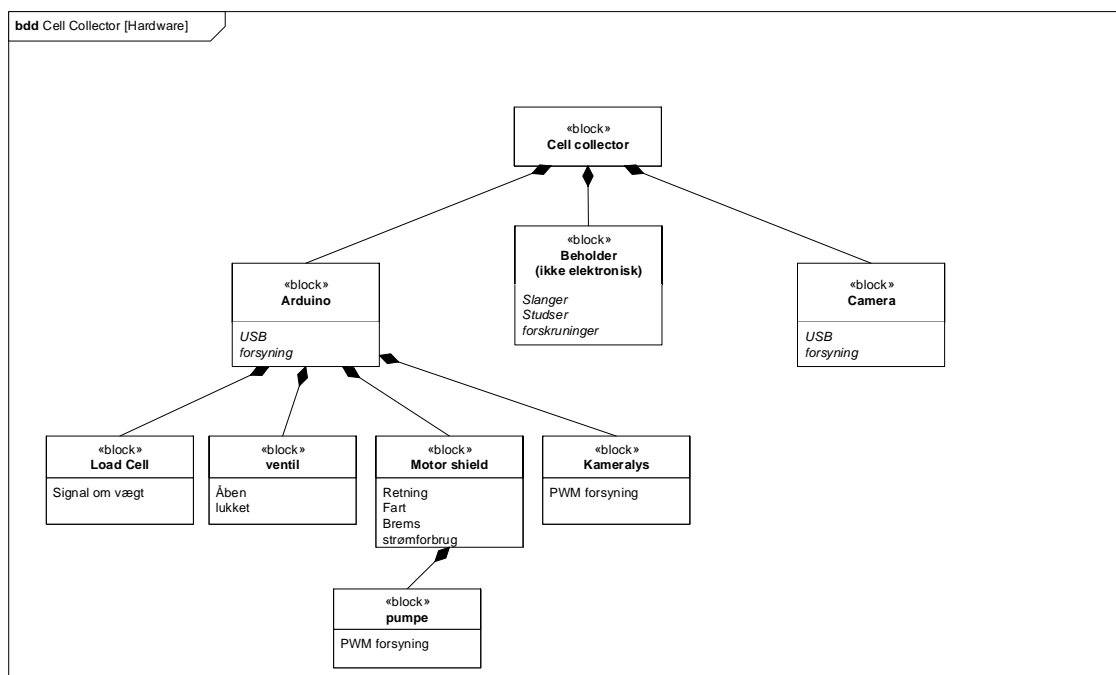 bdd Cell Collector [Hardware]
«block»
Cell collector
«block»
Beholder
(ikke elektronisk)
Slanger
Studser
forskruninger
«block»
Arduino
USB
forsyning
«block»
Camera
USB
forsyning
«block»
Load Cell
Signal om vægt
«block»
ventil
Åben
lukket
«block»
Motor shield
Retning
Fart
Brems
strømforbrug
«block»
Kameralys
PWM forsyning
«block»
pumpe
PWM forsyning